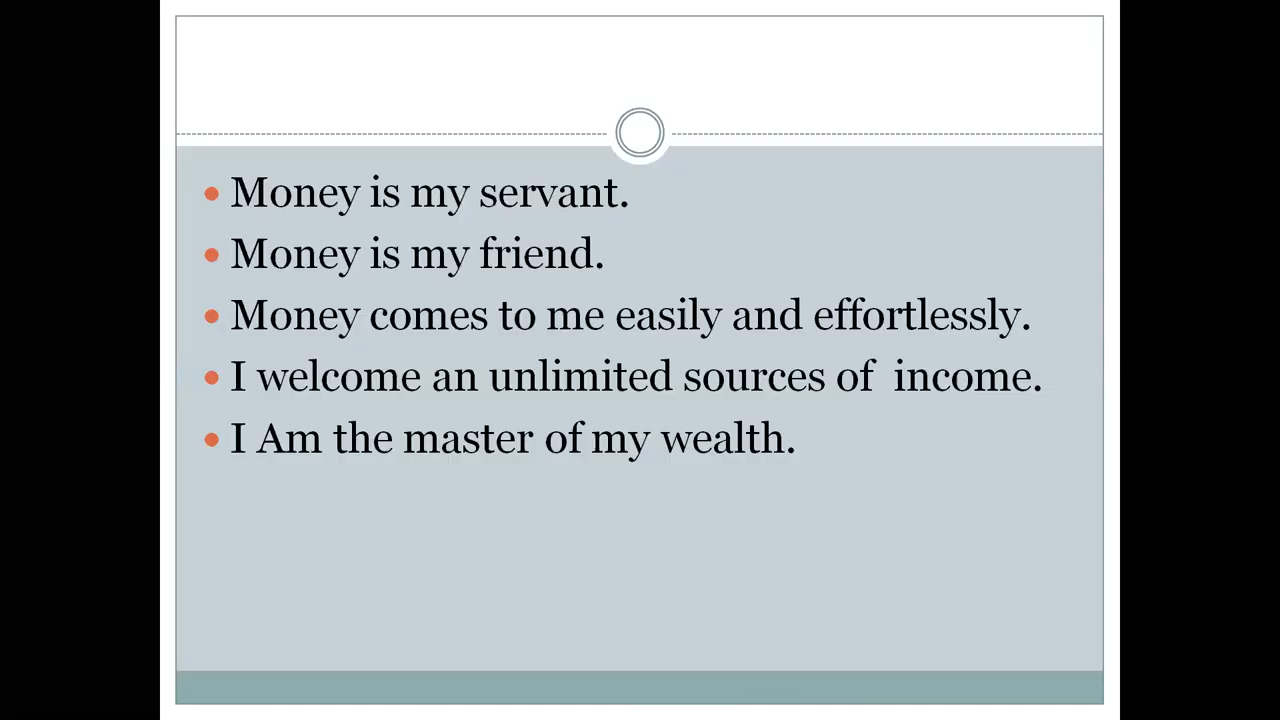 • Money is my servant.
• Money is my friend.
• Money comes to me easily and effortlessly.
• I welcome an unlimited sources of  income.
• I Am the master of my wealth.